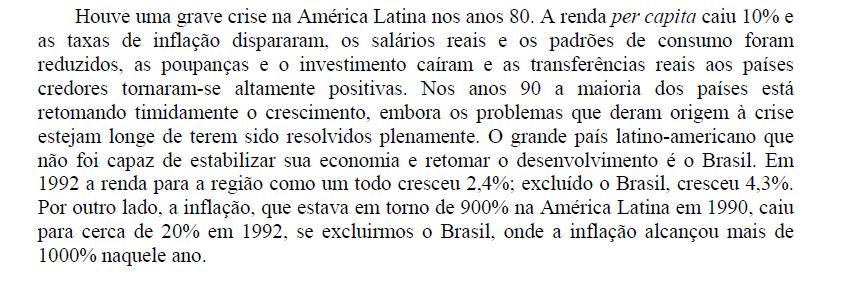 Houve uma grave crise na América Latina nos anos 80. A renda per capita caiu 10% e
as taxas de inflação dispararam, os salários reais e os padrões de consumo foram
reduzidos, as poupanças e o investimento caíram e as transferências reais aos países
credores tornaram-se altamente positivas. Nos anos 90 a maioria dos países está
retomando timidamente o crescimento, embora os problemas que deram origem à crise
estejam longe de terem sido resolvidos plenamente. O grande país latino-americano que
não foi capaz de estabilizar sua economia e retomar o desenvolvimento é o Brasil. Em
1992 a renda para a região como um todo cresceu 2,4%; excluído o Brasil, cresceu 4,3%.
Por outro lado, a inflação, que estava em torno de 900% na América Latina em 1990, caiu
para cerca de 20% em 1992, se excluirmos o Brasil, onde a inflação alcançou mais de
1000% naquele ano.